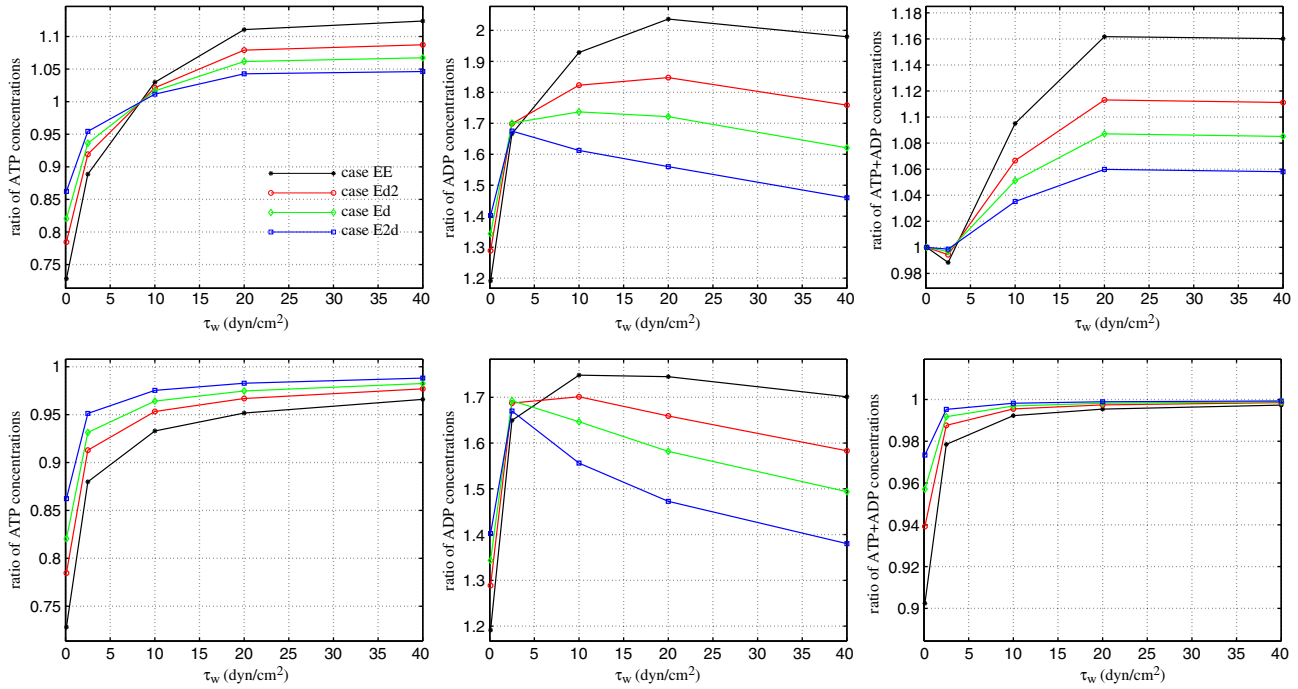 ratio of ATP concentrations
1.1
1.05
1
0.95
0.9
0.85
0.8
0.75
case EE
case Ed2
case Ed
case E2d
0 5 10 15 20 25 30 35 40
τw (dyn/cm²)
ratio of ADP concentrations
2
1.9
1.8
1.7
1.6
1.5
1.4
1.3
1.2
0 5 10 15 20 25 30 35 40
τw (dyn/cm²)
ratio of ATP+ADP concentrations
1.18
1.16
1.14
1.12
1.1
1.08
1.06
1.04
1.02
1
0.98
0 5 10 15 20 25 30 35 40
τw (dyn/cm²)
ratio of ATP concentrations
1
0.95
0.9
0.85
0.8
0.75
0 5 10 15 20 25 30 35 40
τw (dyn/cm²)
ratio of ADP concentrations
1.7
1.6
1.5
1.4
1.3
1.2
0 5 10 15 20 25 30 35 40
τw (dyn/cm²)
ratio of ATP+ADP concentrations
1
0.98
0.96
0.94
0.92
0.9
0 5 10 15 20 25 30 35 40
τw (dyn/cm²)